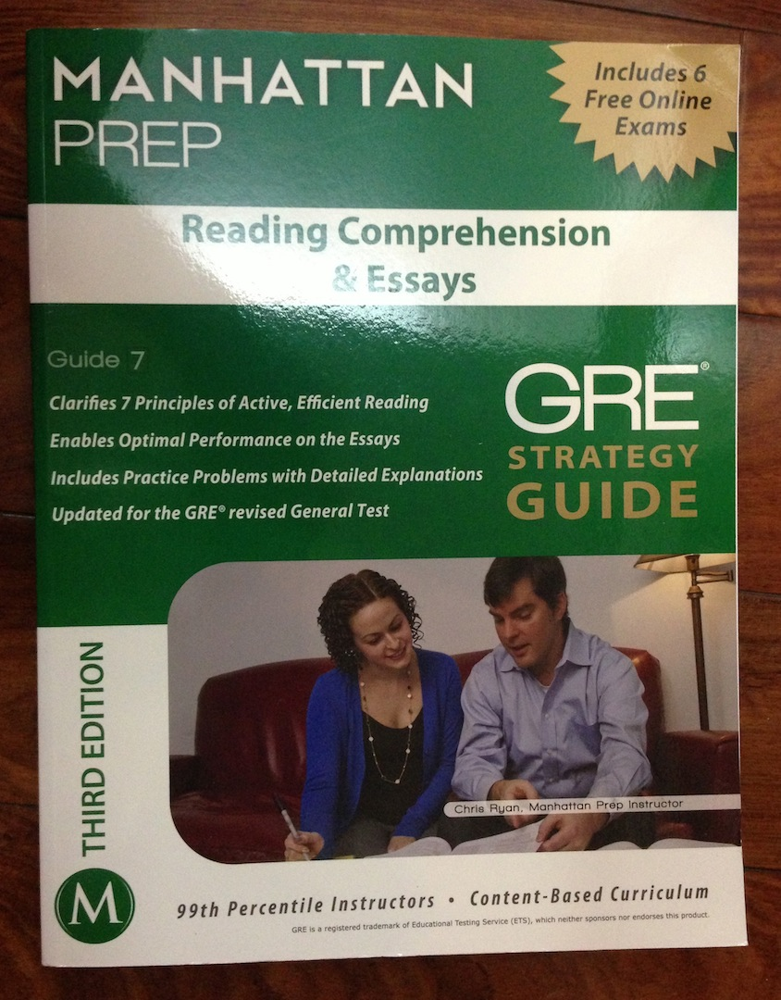 MANHATTAN
PREP
Includes 6
Free Online
Exams
Reading Comprehension
& Essays
Guide 7
Clarifies 7 Principles of Active, Efficient Reading
Enables Optimal Performance on the Essays
Includes Practice Problems with Detailed Explanations
Updated for the GRE® revised General Test
GRE®
STRATEGY
GUIDE
THIRD EDITION
Chris Ryan, Manhattan Prep Instructor
M
99th Percentile Instructors • Content-Based Curriculum
GRE is a registered trademark of Educational Testing Service (ETS), which neither sponsors nor endorses this product.